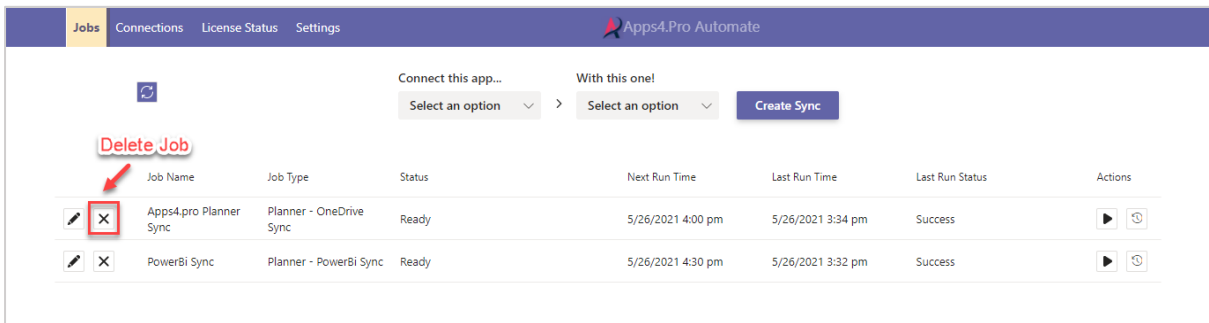 Jobs Connections License Status Settings Apps4.Pro Automate
Connect this app... With this one!
Select an option > Select an option Create Sync
Delete Job
Job Name Job Type Status Next Run Time Last Run Time Last Run Status Actions
Apps4.pro Planner Sync Planner - OneDrive Sync Ready 5/26/2021 4:00 pm 5/26/2021 3:34 pm Success
PowerBi Sync Planner - PowerBi Sync Ready 5/26/2021 4:30 pm 5/26/2021 3:32 pm Success